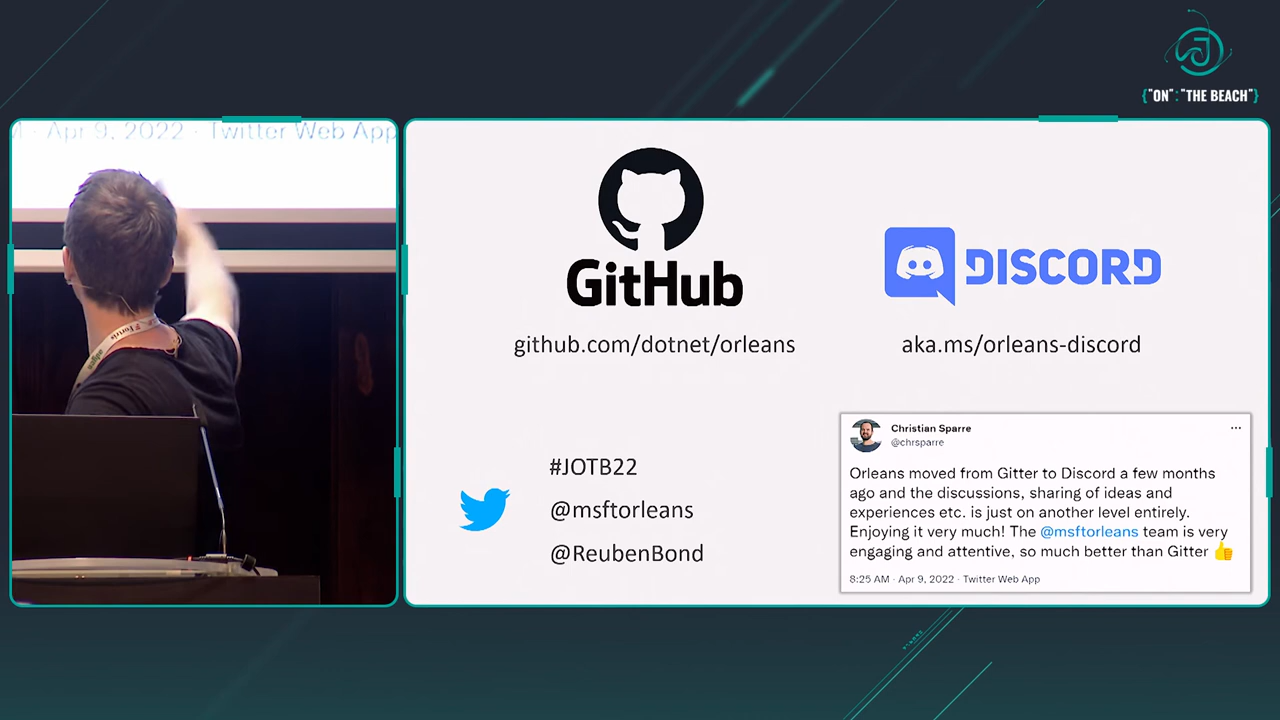 {"ON":"THE BEACH"}
· Apr 9, 2022 · Twitter Web App
GitHub
github.com/dotnet/orleans
DISCORD
aka.ms/orleans-discord
#JOTB22
@msftorleans
@ReubenBond
Christian Sparre
@chrsparre
Orleans moved from Gitter to Discord a few months
ago and the discussions, sharing of ideas and
experiences etc. is just on another level entirely.
Enjoying it very much! The @msftorleans team is very
engaging and attentive, so much better than Gitter 👍
8:25 AM · Apr 9, 2022 · Twitter Web App